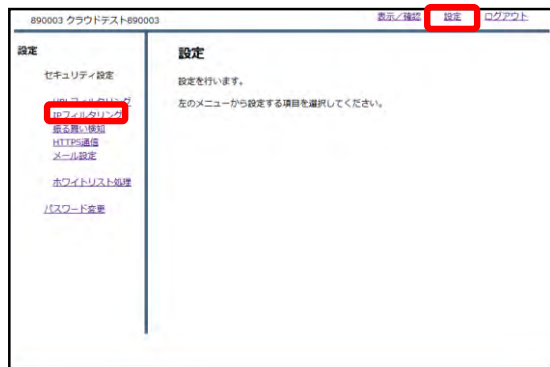 890003 クラウドテスト890003
表示／確認 設定 ログアウト
設定
セキュリティ設定
URLフィルタリング
IPフィルタリング
振る舞い検知
HTTPS通信
メール設定
ホワイトリスト処理
パスワード変更
設定
設定を行います。
左のメニューから設定する項目を選択してください。